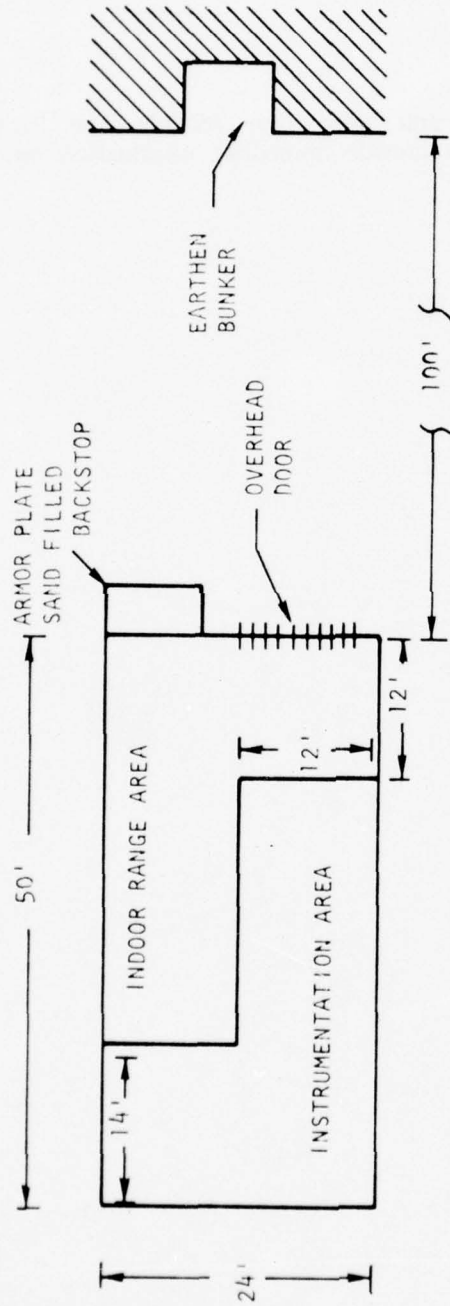 50'
ARMOR PLATE
SAND FILLED
BACKSTOP
24'
14'
INDOOR RANGE AREA
INSTRUMENTATION AREA
12'
12'
OVERHEAD
DOOR
EARTHEN
BUNKER
100'